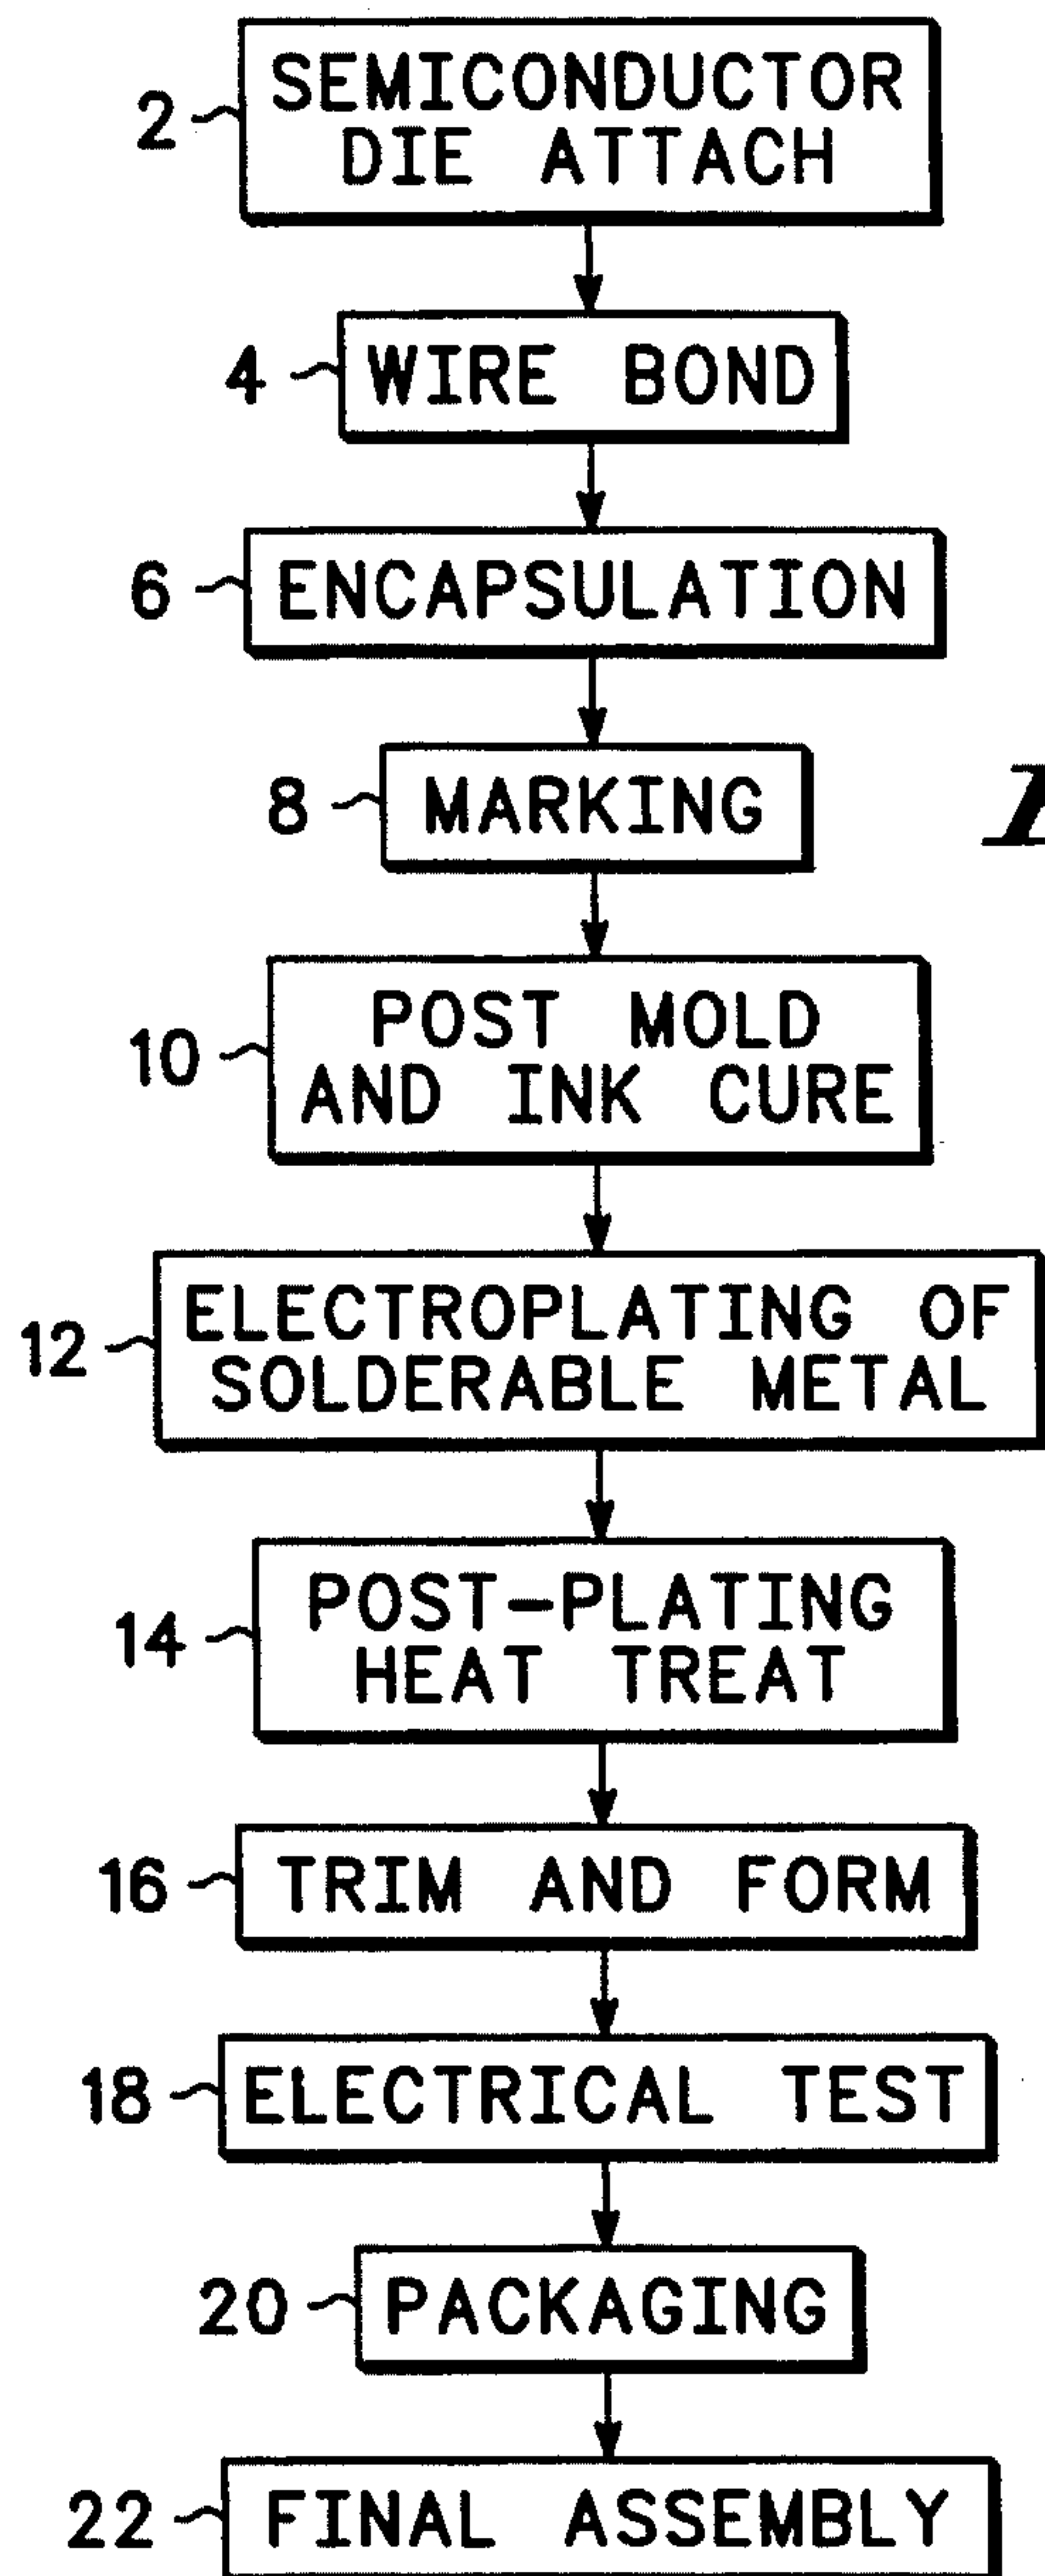 2 SEMICONDUCTOR
DIE ATTACH
4 WIRE BOND
6 ENCAPSULATION
8 MARKING
10 POST MOLD
AND INK CURE
12 ELECTROPLATING OF
SOLDERABLE METAL
14 POST-PLATING
HEAT TREAT
16 TRIM AND FORM
18 ELECTRICAL TEST
20 PACKAGING
22 FINAL ASSEMBLY